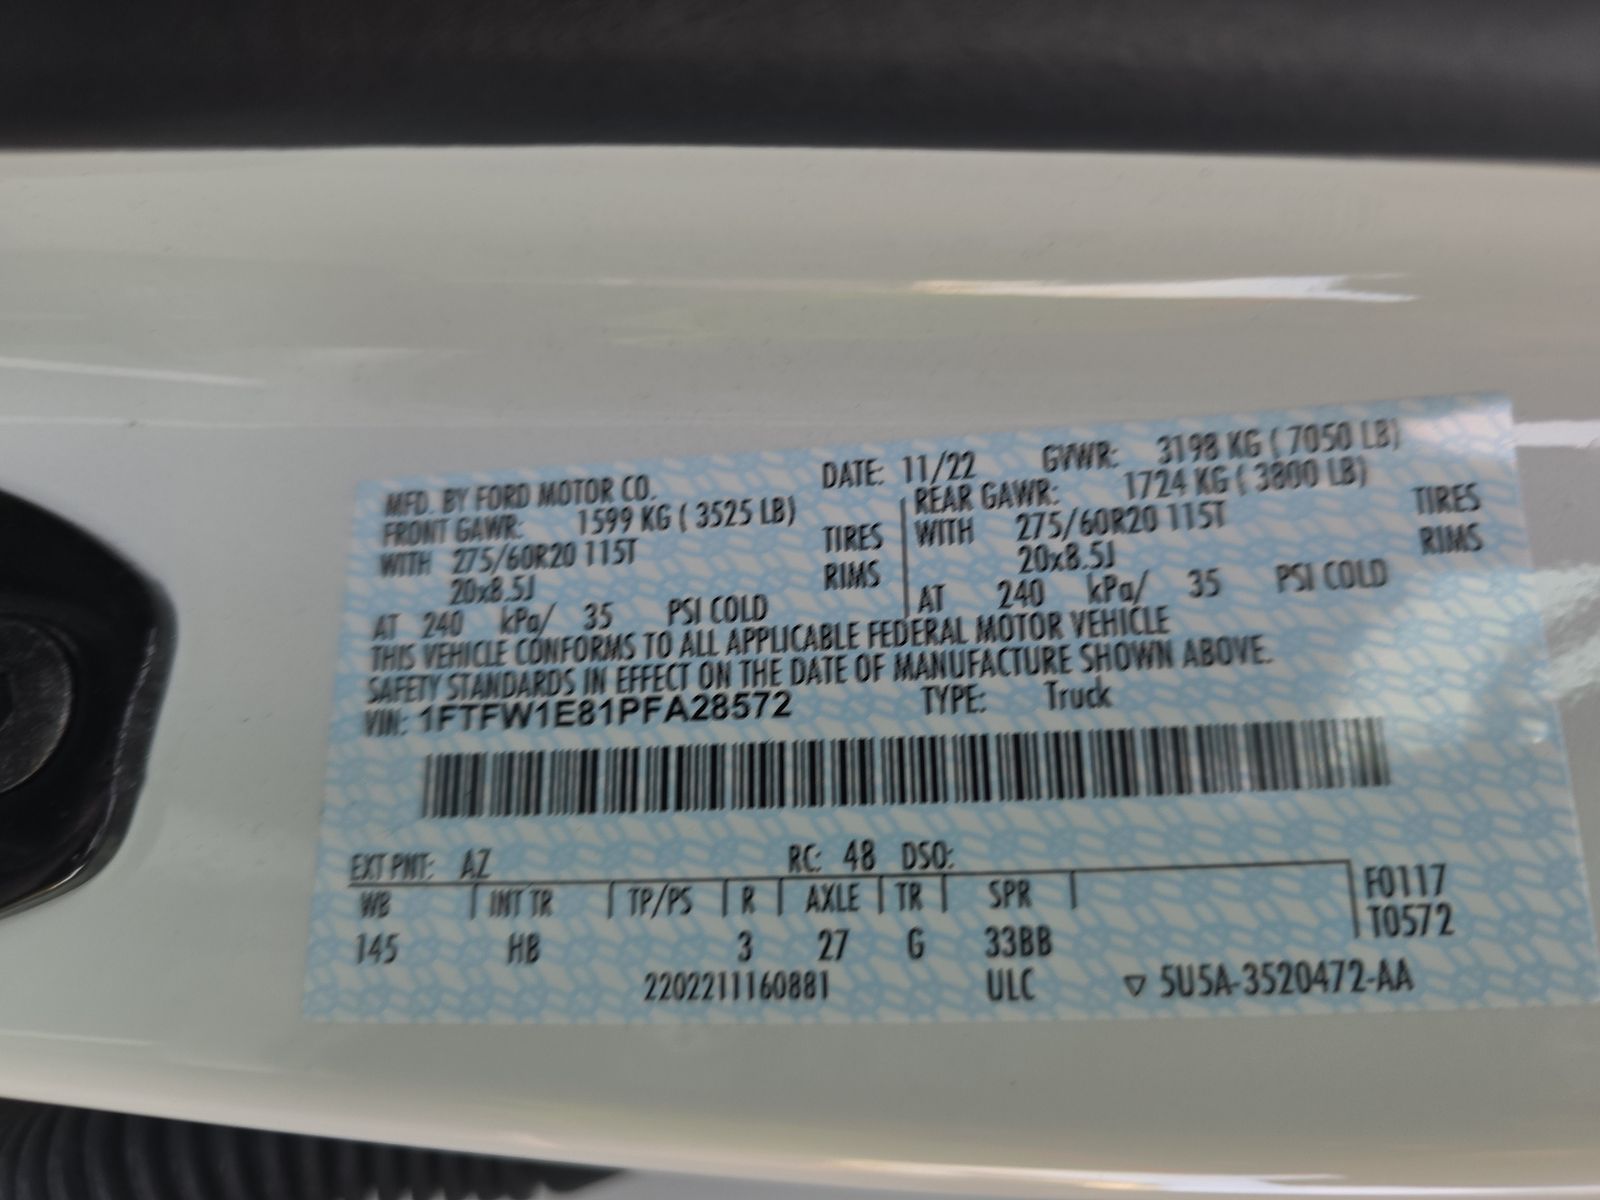 MFD. BY FORD MOTOR CO. DATE: 11/22 GVWR: 3198 KG ( 7050 LB)
FRONT GAWR: 1599 KG ( 3525 LB) REAR GAWR: 1724 KG ( 3800 LB)
WITH 275/60R20 115T TIRES WITH 275/60R20 115T TIRES
20x8.5J RIMS 20x8.5J RIMS
AT 240 kPa/ 35 PSI COLD AT 240 kPa/ 35 PSI COLD
THIS VEHICLE CONFORMS TO ALL APPLICABLE FEDERAL MOTOR VEHICLE
SAFETY STANDARDS IN EFFECT ON THE DATE OF MANUFACTURE SHOWN ABOVE.
VIN: 1FTFW1E81PFA28572 TYPE: Truck
EXT PNT: AZ RC: 48 DSO:
WB INT TR TP/PS R AXLE TR SPR F0117
T0572
145 HB 3 27 G 33BB
2202211160881 ULC ▽ 5U5A-3520472-AA